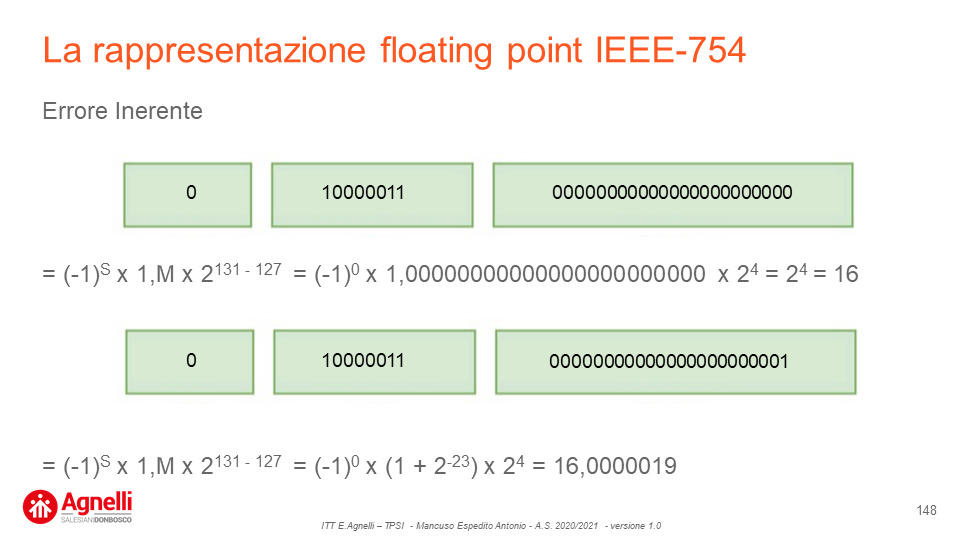 La rappresentazione floating point IEEE-754
Errore Inerente
0 10000011 00000000000000000000000
= (-1)^S x 1,M x 2^131 - 127 = (-1)^0 x 1,00000000000000000000000 x 2^4 = 2^4 = 16
0 10000011 00000000000000000000001
= (-1)^S x 1,M x 2^131 - 127 = (-1)^0 x (1 + 2^-23) x 2^4 = 16,0000019
Agnelli
SALESIANI DONBOSCO
148
ITT E.Agnelli – TPSI - Mancuso Espedito Antonio - A.S. 2020/2021 - versione 1.0